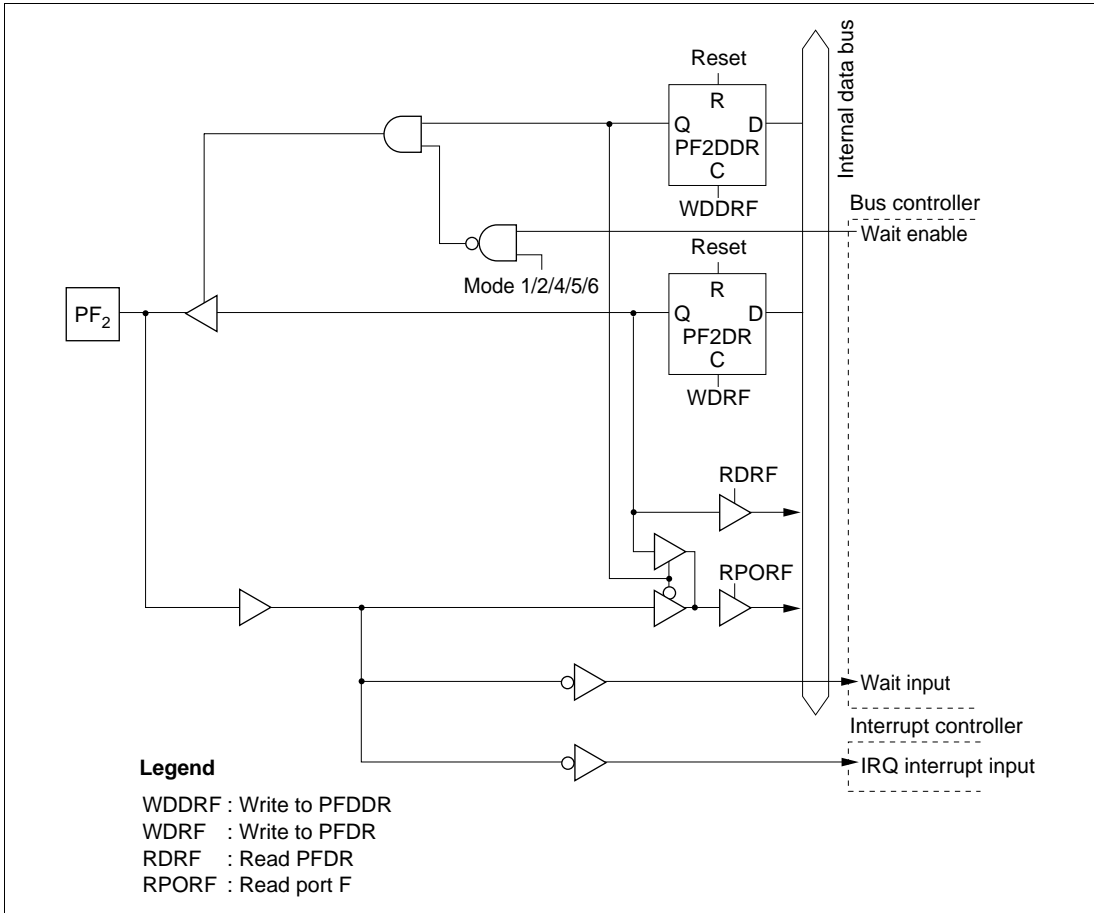 Reset
R
Q D
PF2DDR
C
WDDRF
Internal data bus
Bus controller
Wait enable
Mode 1/2/4/5/6
Reset
R
Q D
PF2DR
C
WDRF
PF2
RDRF
RPORF
Wait input
Interrupt controller
IRQ interrupt input
Legend
WDDRF : Write to PFDDR
WDRF : Write to PFDR
RDRF : Read PFDR
RPORF : Read port F